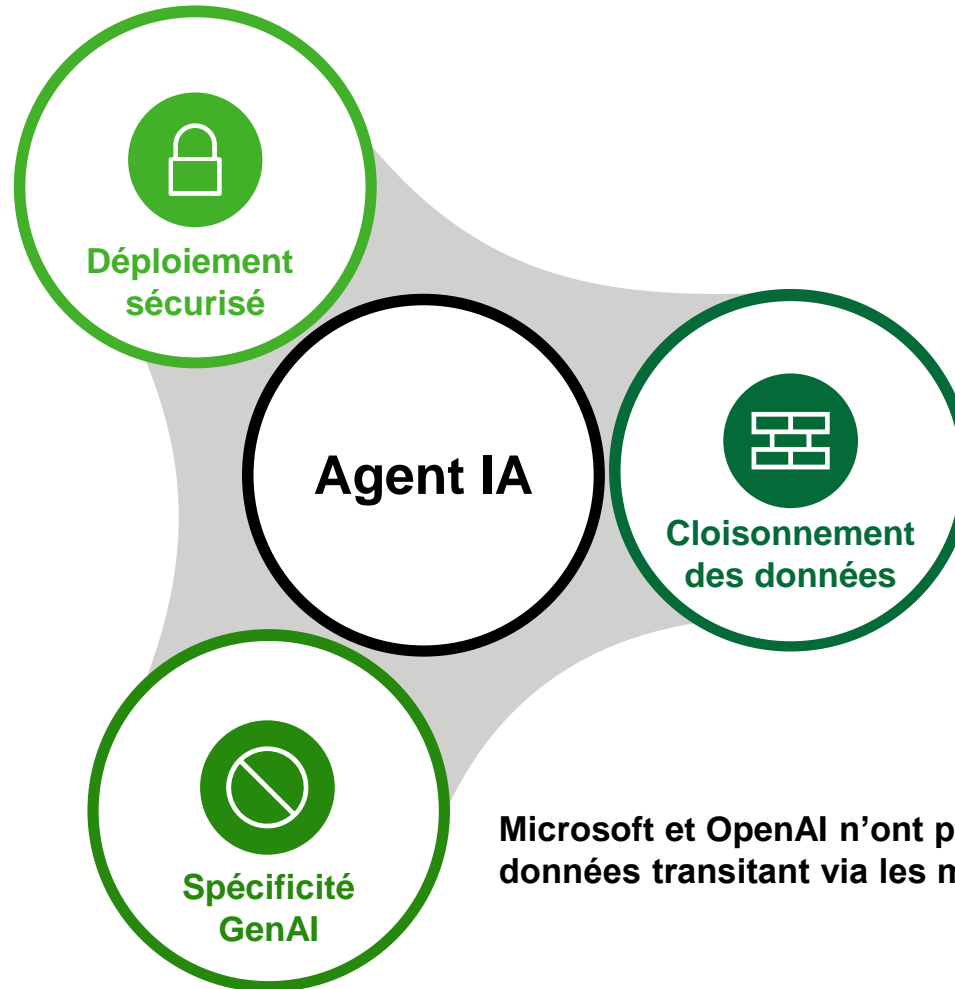 Déploiement
sécurisé
Agent IA
Cloisonnement
des données
Microsoft et OpenAI n’ont
données transitant via les
Spécificité
GenAI